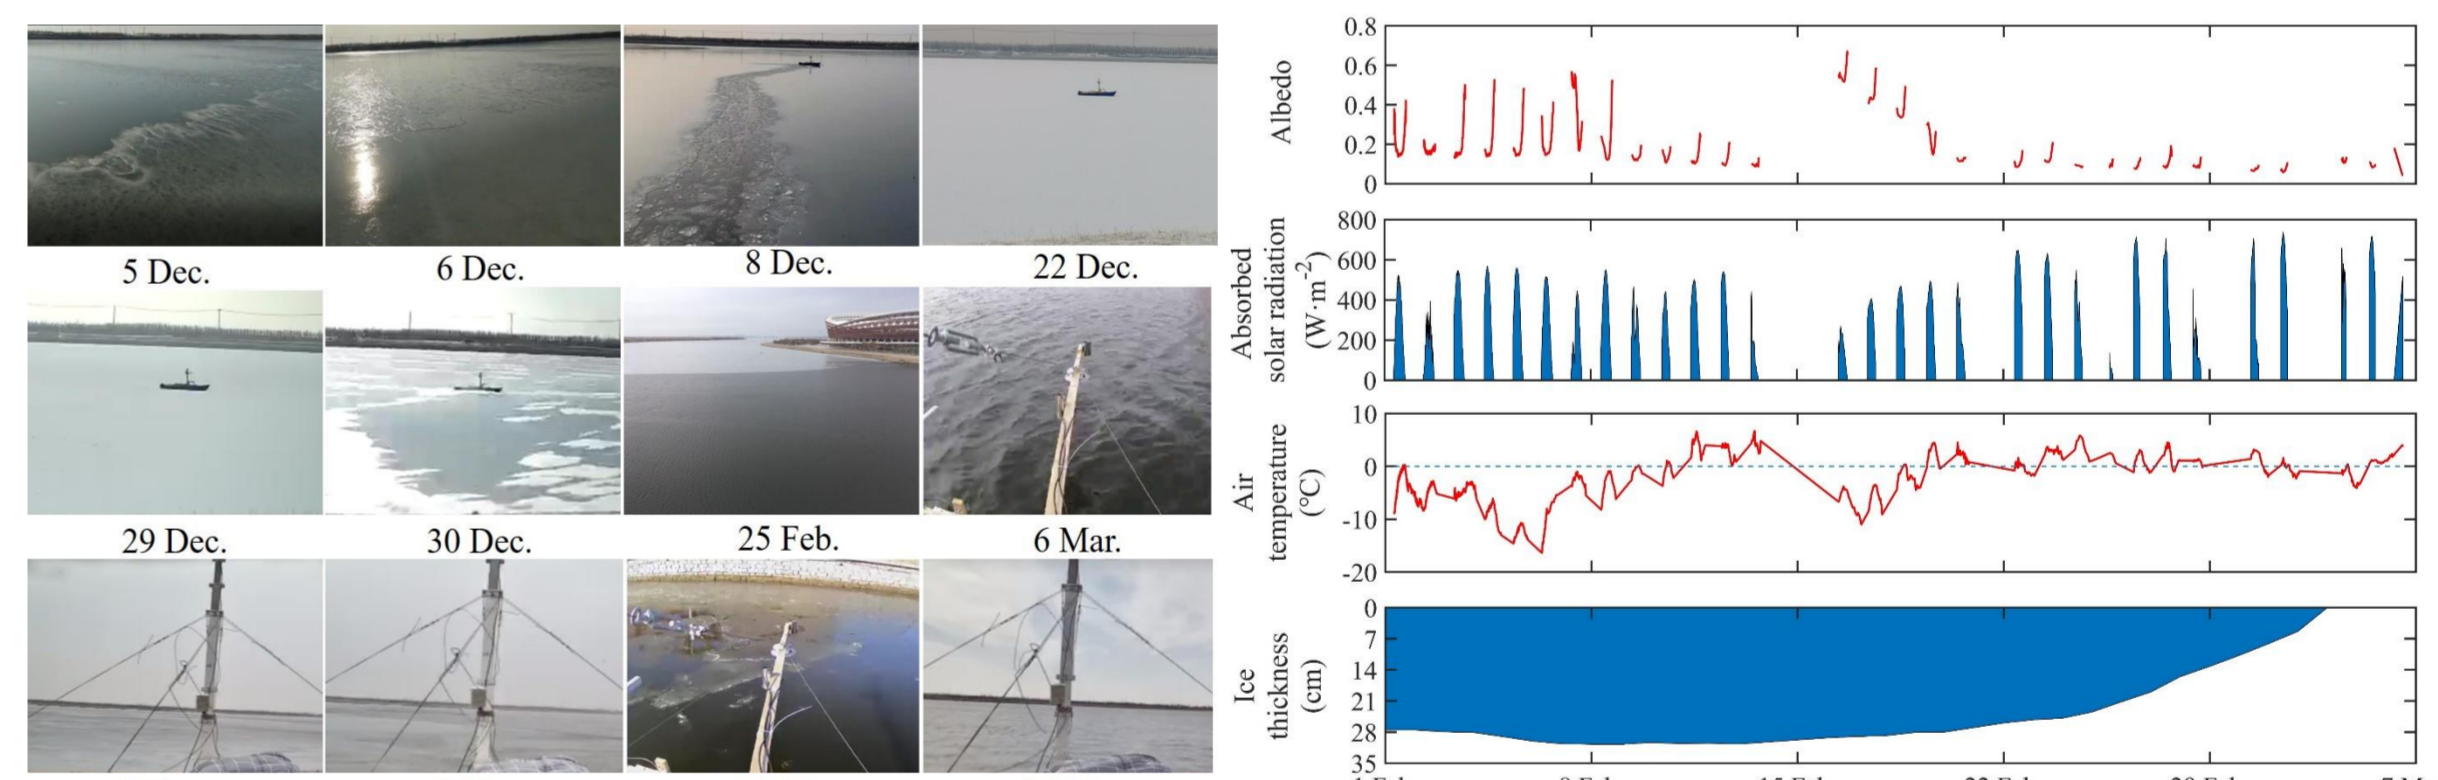 5 Dec.
6 Dec.
8 Dec.
22 Dec.
29 Dec.
30 Dec.
25 Feb.
6 Mar.
Albedo
0.8
0.6
0.4
0.2
0
Absorbed
solar radiation
(W·m-2)
800
600
400
200
0
Air
temperature
(°C)
10
0
-10
-20
Ice
thickness
(cm)
0
7
14
21
28
35